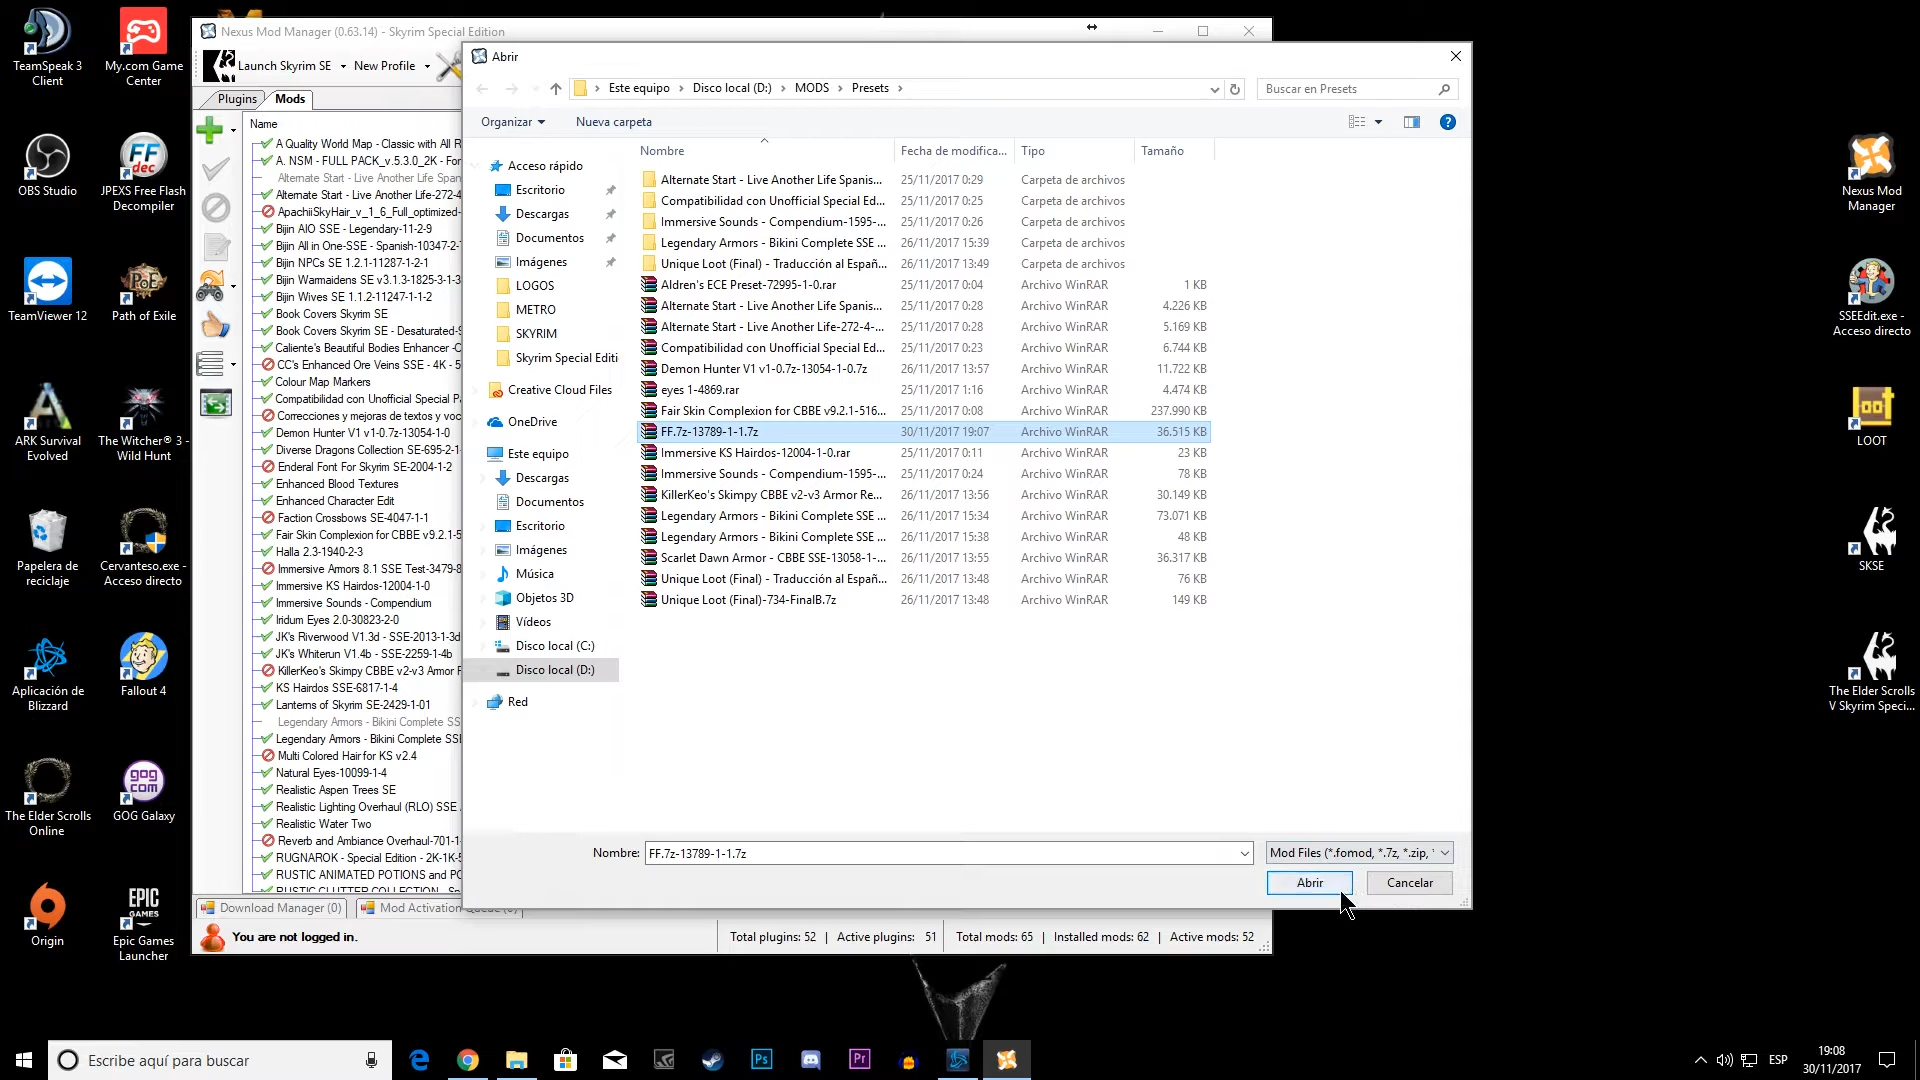 TeamSpeak 3
Client
My.com Game
Center
OBS Studio
JPEXS Free Flash
Decompiler
TeamViewer 12
Path of Exile
ARK Survival
Evolved
The Witcher® 3 -
Wild Hunt
Papelera de
reciclaje
Cervanteso.exe -
Acceso directo
Aplicación de
Blizzard
Fallout 4
The Elder Scrolls
Online
GOG Galaxy
Origin
Epic Games
Launcher
Nexus Mod Manager (0.63.14) - Skyrim Special Edition
Launch Skyrim SE
New Profile
Plugins
Mods
Name
A Quality World Map - Classic with All R
A. NSM - FULL PACK_v.5.3.0_2K - For
Alternate Start - Live Another Life Span
Alternate Start - Live Another Life-272-4
ApachiiSkyHair_v_1_6_Full_optimized-
Bijin AIO SSE - Legendary-11-2-9
Bijin All in One-SSE - Spanish-10347-2-
Bijin NPCs SE 1.2.1-11287-1-2-1
Bijin Warmaidens SE v3.1.3-1825-3-1-3
Bijin Wives SE 1.1.2-11247-1-1-2
Book Covers Skyrim SE
Book Covers Skyrim SE - Desaturated-S
Caliente's Beautiful Bodies Enhancer -C
CC's Enhanced Ore Veins SSE - 4K - 5
Colour Map Markers
Compatibilidad con Unofficial Special P
Correcciones y mejoras de textos y voc
Demon Hunter V1 v1-0.7z-13054-1-0
Diverse Dragons Collection SE-695-2-1
Enderal Font For Skyrim SE-2004-1-2
Enhanced Blood Textures
Enhanced Character Edit
Faction Crossbows SE-4047-1-1
Fair Skin Complexion for CBBE v9.2.1-5
Halla 2.3-1940-2-3
Immersive Armors 8.1 SSE Test-3479-8
Immersive KS Hairdos-12004-1-0
Immersive Sounds - Compendium
Iridum Eyes 2.0-30823-2-0
JK's Riverwood V1.3d - SSE-2013-1-3d
JK's Whiterun V1.4b - SSE-2259-1-4b
KillerKeo's Skimpy CBBE v2-v3 Amor F
KS Hairdos SSE-6817-1-4
Lanterns of Skyrim SE-2429-1-01
Legendary Armors - Bikini Complete SS
Legendary Armors - Bikini Complete SSI
Multi Colored Hair for KS v2.4
Natural Eyes-10099-1-4
Realistic Aspen Trees SE
Realistic Lighting Overhaul (RLO) SSE
Realistic Water Two
Reverb and Ambiance Overhaul-701-1-
RUGNAROK - Special Edition - 2K-1K-5
RUSTIC ANIMATED POTIONS and PO
RUSTIC CLUTTER COLLECTION - Sp
Download Manager (0)
Mod Activation Queue (0)
You are not logged in.
Total plugins: 52 | Active plugins: 51
Total mods: 65 | Installed mods: 62 | Active mods: 52
Abrir
Este equipo
Disco local (D:)
MODS
Presets
Buscar en Presets
Organizar
Nueva carpeta
Acceso rápido
Escritorio
Descargas
Documentos
Imágenes
LOGOS
METRO
SKYRIM
Skyrim Special Editi
Creative Cloud Files
OneDrive
Este equipo
Descargas
Documentos
Escritorio
Imágenes
Música
Objetos 3D
Vídeos
Disco local (C:)
Disco local (D:)
Red
Nombre Fecha de modifica... Tipo Tamaño
Alternate Start - Live Another Life Spanis... 25/11/2017 0:29 Carpeta de archivos
Compatibilidad con Unofficial Special Ed... 25/11/2017 0:25 Carpeta de archivos
Immersive Sounds - Compendium-1595-... 25/11/2017 0:26 Carpeta de archivos
Legendary Armors - Bikini Complete SSE ... 26/11/2017 15:39 Carpeta de archivos
Unique Loot (Final) - Traducción al Españ... 26/11/2017 13:49 Carpeta de archivos
Aldren's ECE Preset-72995-1-0.rar 25/11/2017 0:04 Archivo WinRAR 1 KB
Alternate Start - Live Another Life Spanis... 25/11/2017 0:28 Archivo WinRAR 4.226 KB
Alternate Start - Live Another Life-272-4-... 25/11/2017 0:28 Archivo WinRAR 5.169 KB
Compatibilidad con Unofficial Special Ed... 25/11/2017 0:23 Archivo WinRAR 6.744 KB
Demon Hunter V1 v1-0.7z-13054-1-0.7z 26/11/2017 13:57 Archivo WinRAR 11.722 KB
eyes 1-4869.rar 25/11/2017 1:16 Archivo WinRAR 4.474 KB
Fair Skin Complexion for CBBE v9.2.1-516... 25/11/2017 0:08 Archivo WinRAR 237.990 KB
FF.7z-13789-1-1.7z 30/11/2017 19:07 Archivo WinRAR 36.515 KB
Immersive KS Hairdos-12004-1-0.rar 25/11/2017 0:11 Archivo WinRAR 23 KB
Immersive Sounds - Compendium-1595-... 25/11/2017 0:24 Archivo WinRAR 78 KB
KillerKeo's Skimpy CBBE v2-v3 Armor Re... 26/11/2017 13:56 Archivo WinRAR 30.149 KB
Legendary Armors - Bikini Complete SSE ... 26/11/2017 15:34 Archivo WinRAR 73.071 KB
Legendary Armors - Bikini Complete SSE ... 26/11/2017 15:38 Archivo WinRAR 48 KB
Scarlet Dawn Armor - CBBE SSE-13058-1-... 26/11/2017 13:55 Archivo WinRAR 36.317 KB
Unique Loot (Final) - Traducción al Españ... 26/11/2017 13:48 Archivo WinRAR 76 KB
Unique Loot (Final)-734-FinalB.7z 26/11/2017 13:48 Archivo WinRAR 149 KB
Nombre: FF.7z-13789-1-1.7z
Mod Files (*.fomod, *.7z, *.zip, *
Abrir
Cancelar
Nexus Mod
Manager
SSEEdit.exe -
Acceso directo
LOOT
SKSE
The Elder Scrolls
V Skyrim Speci...
Escribe aquí para buscar
ESP
19:08
30/11/2017